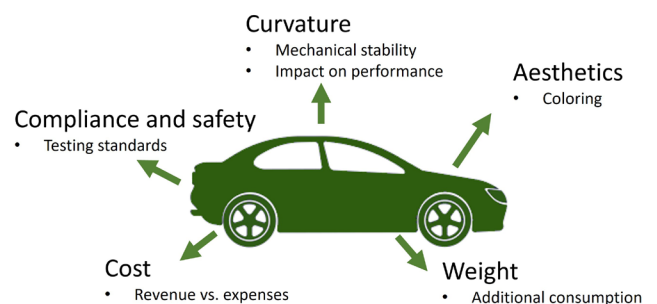 Curvature
• Mechanical stability
• Impact on performance
Aesthetics
• Coloring
Compliance and safety
• Testing standards
Cost
• Revenue vs. expenses
Weight
• Additional consumption